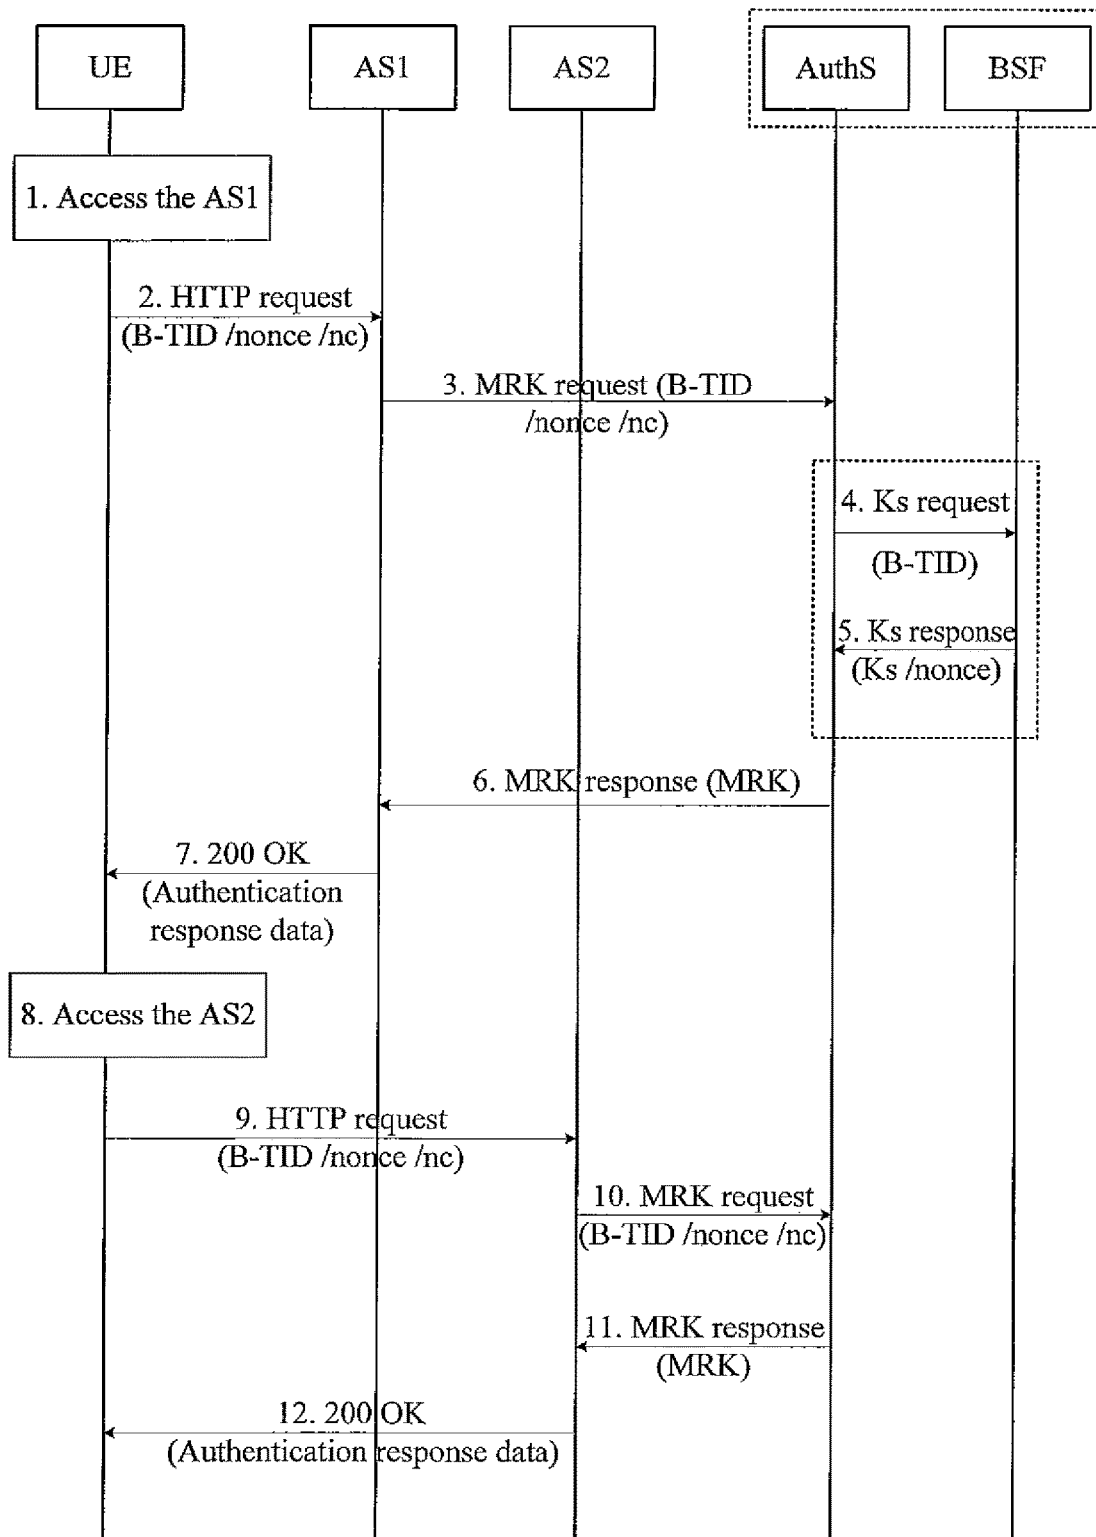 UE
AS1
AS2
AuthS
BSF
1. Access the AS1
2. HTTP request
(B-TID /nonce /nc)
3. MRK request (B-TID
/nonce /nc)
4. Ks request
(B-TID)
5. Ks response
(Ks /nonce)
6. MRK response (MRK)
7. 200 OK
(Authentication
response data)
8. Access the AS2
9. HTTP request
(B-TID /nonce /nc)
10. MRK request
(B-TID /nonce /nc)
11. MRK response
(MRK)
12. 200 OK
(Authentication response data)